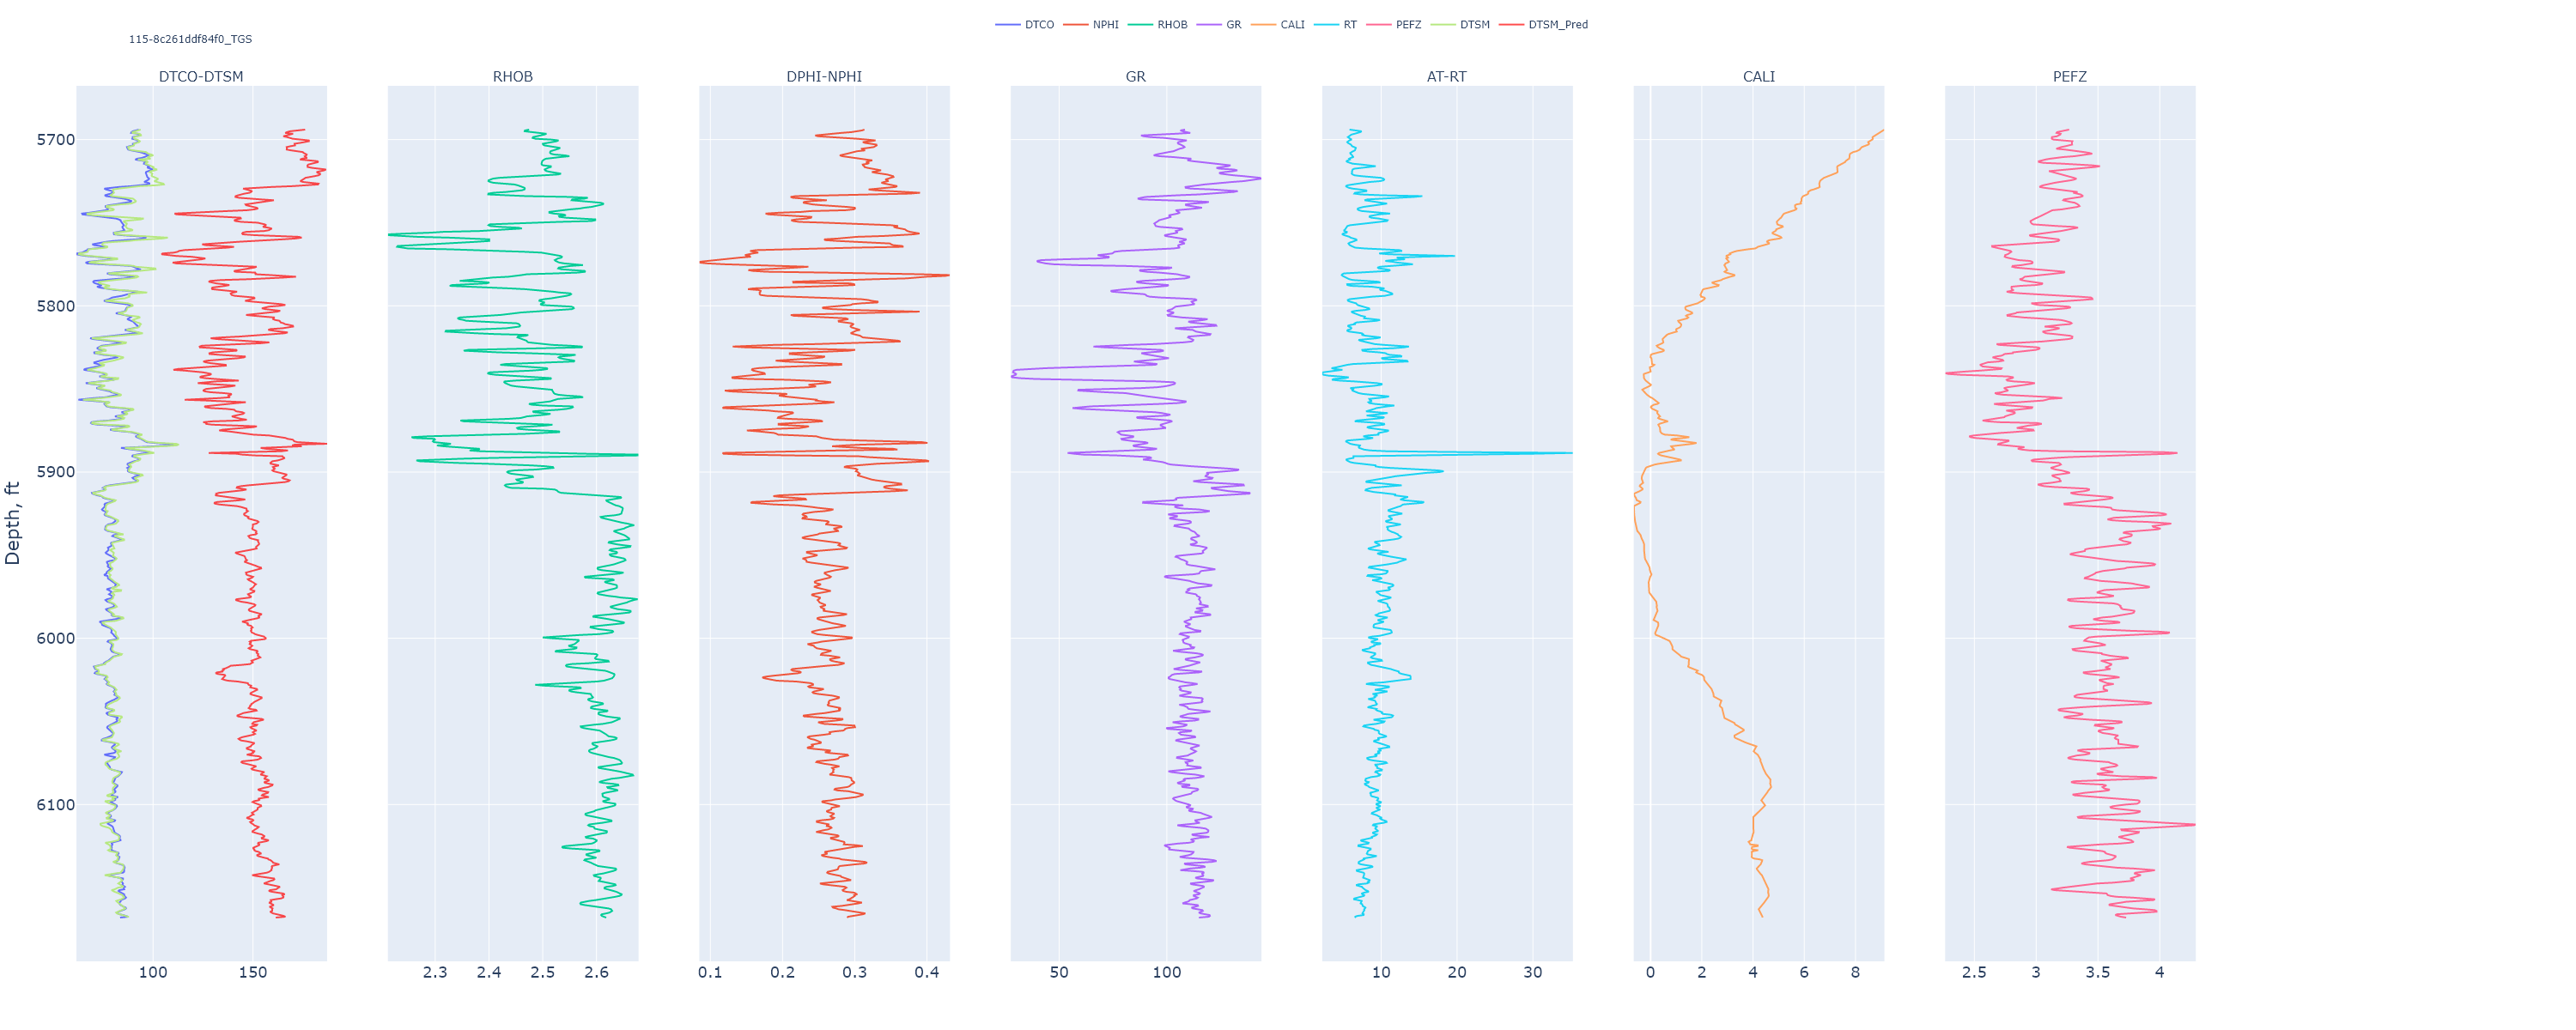 DTCO NPHI RHOB GR CALI RT PEFZ DTSM DTSM_Pred
115-8c261ddf84f0_TGS
DTCO-DTSM RHOB DPHI-NPHI GR AT-RT CALI PEFZ
5700
5800
5900
6000
6100
Depth, ft
100 150 2.3 2.4 2.5 2.6 0.1 0.2 0.3 0.4 50 100 10 20 30 0 2 4 6 8 2.5 3 3.5 4